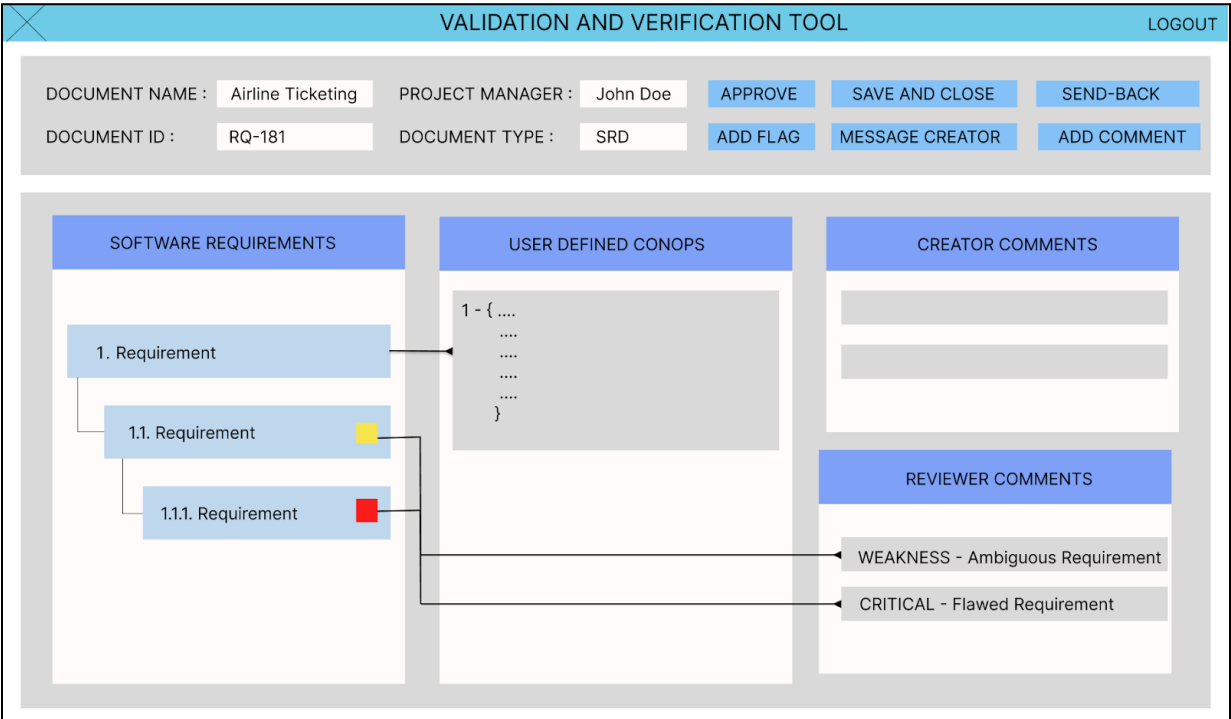 VALIDATION AND VERIFICATION TOOL
LOGOUT
DOCUMENT NAME : Airline Ticketing PROJECT MANAGER : John Doe APPROVE SAVE AND CLOSE SEND-BACK
DOCUMENT ID : RQ-181 DOCUMENT TYPE : SRD ADD FLAG MESSAGE CREATOR ADD COMMENT
SOFTWARE REQUIREMENTS
1. Requirement
1.1. Requirement
1.1.1. Requirement
USER DEFINED CONOPS
1 - { ....
....
....
....
....
}
CREATOR COMMENTS
REVIEWER COMMENTS
WEAKNESS - Ambiguous Requirement
CRITICAL - Flawed Requirement